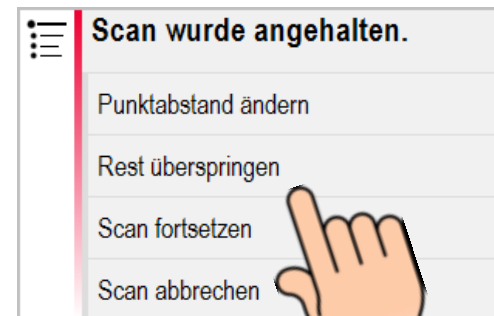 Scan wurde angehalten.
Punktabstand ändern
Rest überspringen
Scan fortsetzen
Scan abbrechen